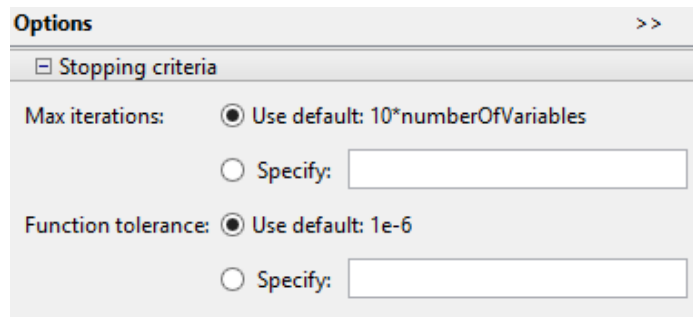 Options >>
Stopping criteria
Max iterations: Use default: 10*numberOfVariables
Specify:
Function tolerance: Use default: 1e-6
Specify: